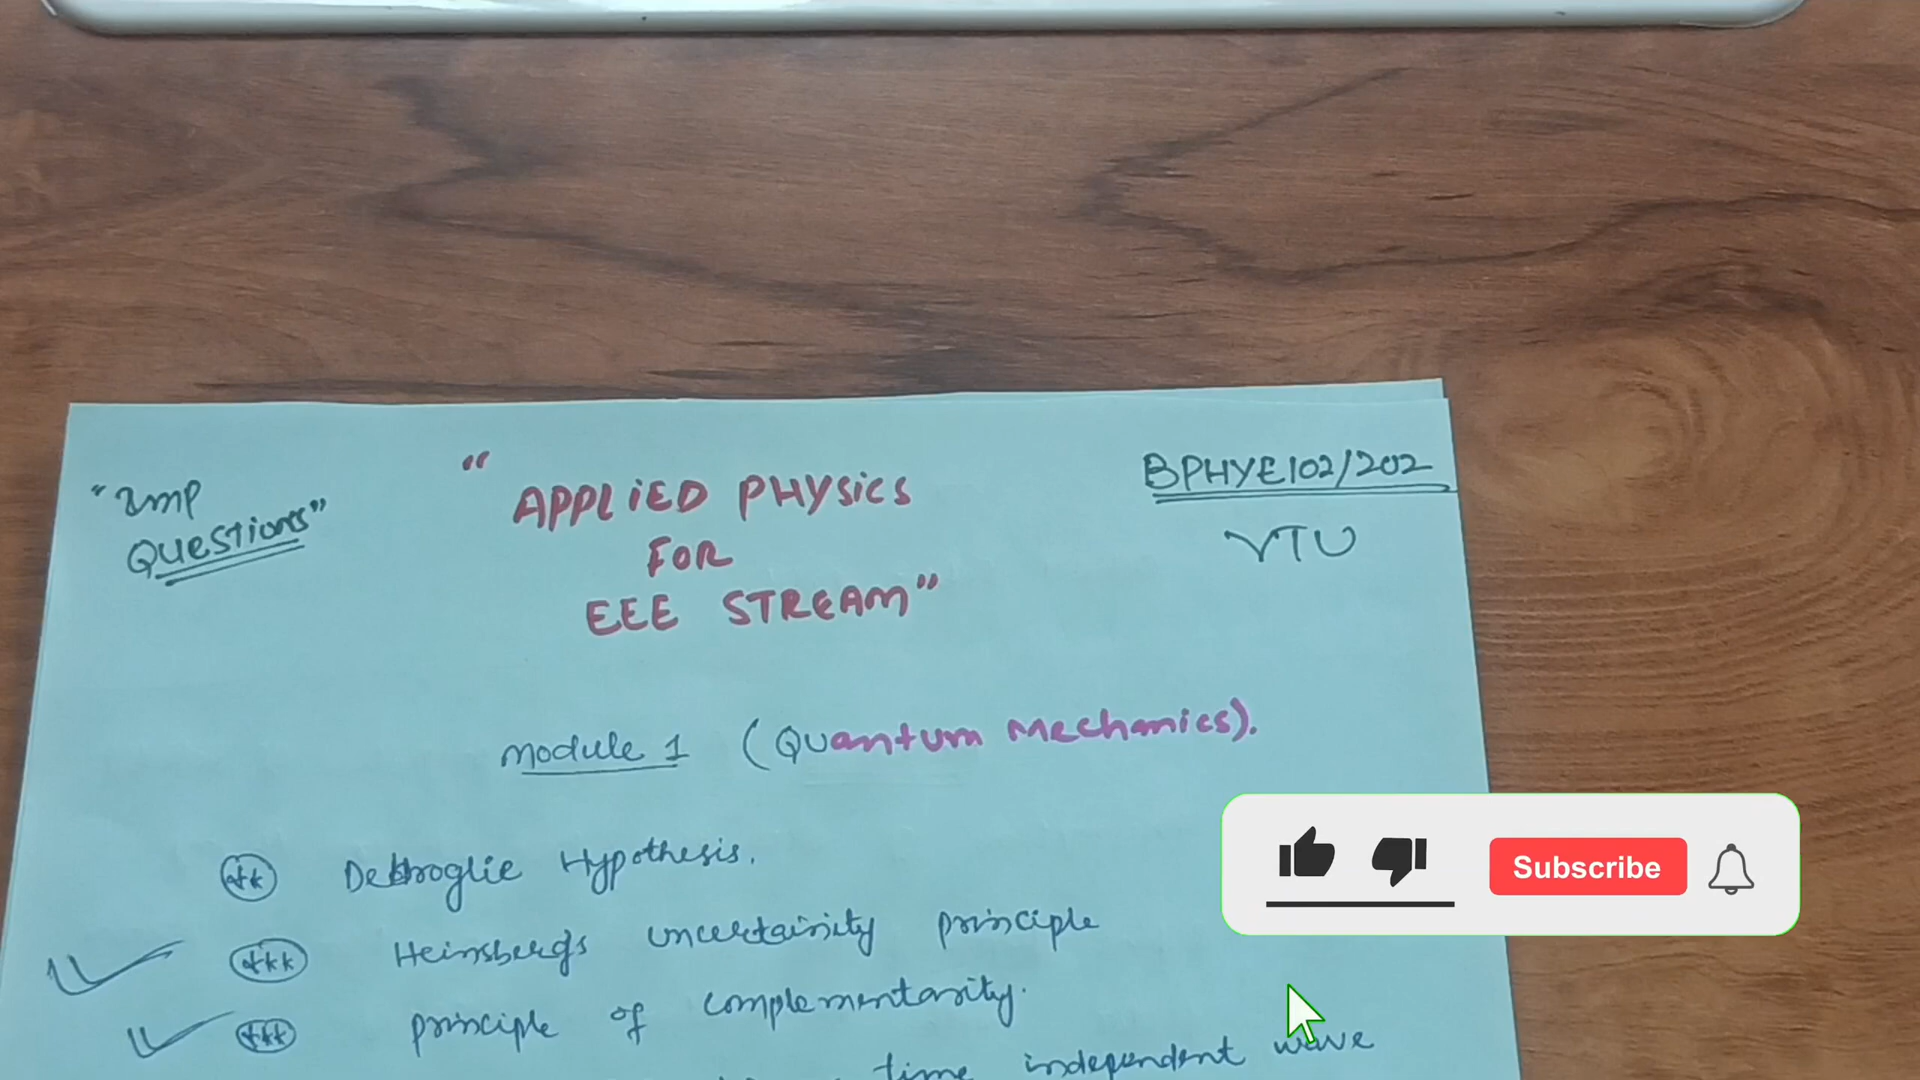 "Imp
Questions"
"APPLiED PHYsics
FOR
EEE STREAM"
BPHYE102/202
VTU
Module 1 (Quantum Mechanics).
** Debroglie Hypothesis.
*** Heinsberg's uncertainity principle
*** principle of complementarity.
time independent wave
Subscribe